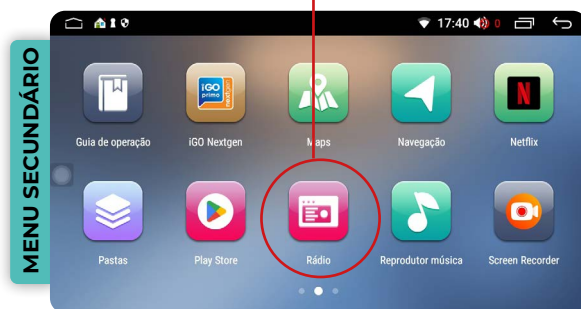 MENU SECUNDÁRIO
17:40 0
Guia de operação
iGO Nextgen
Maps
Navegação
Netflix
iGO
primo
nextgen
N
Pastas
Play Store
Rádio
Reprodutor música
Screen Recorder